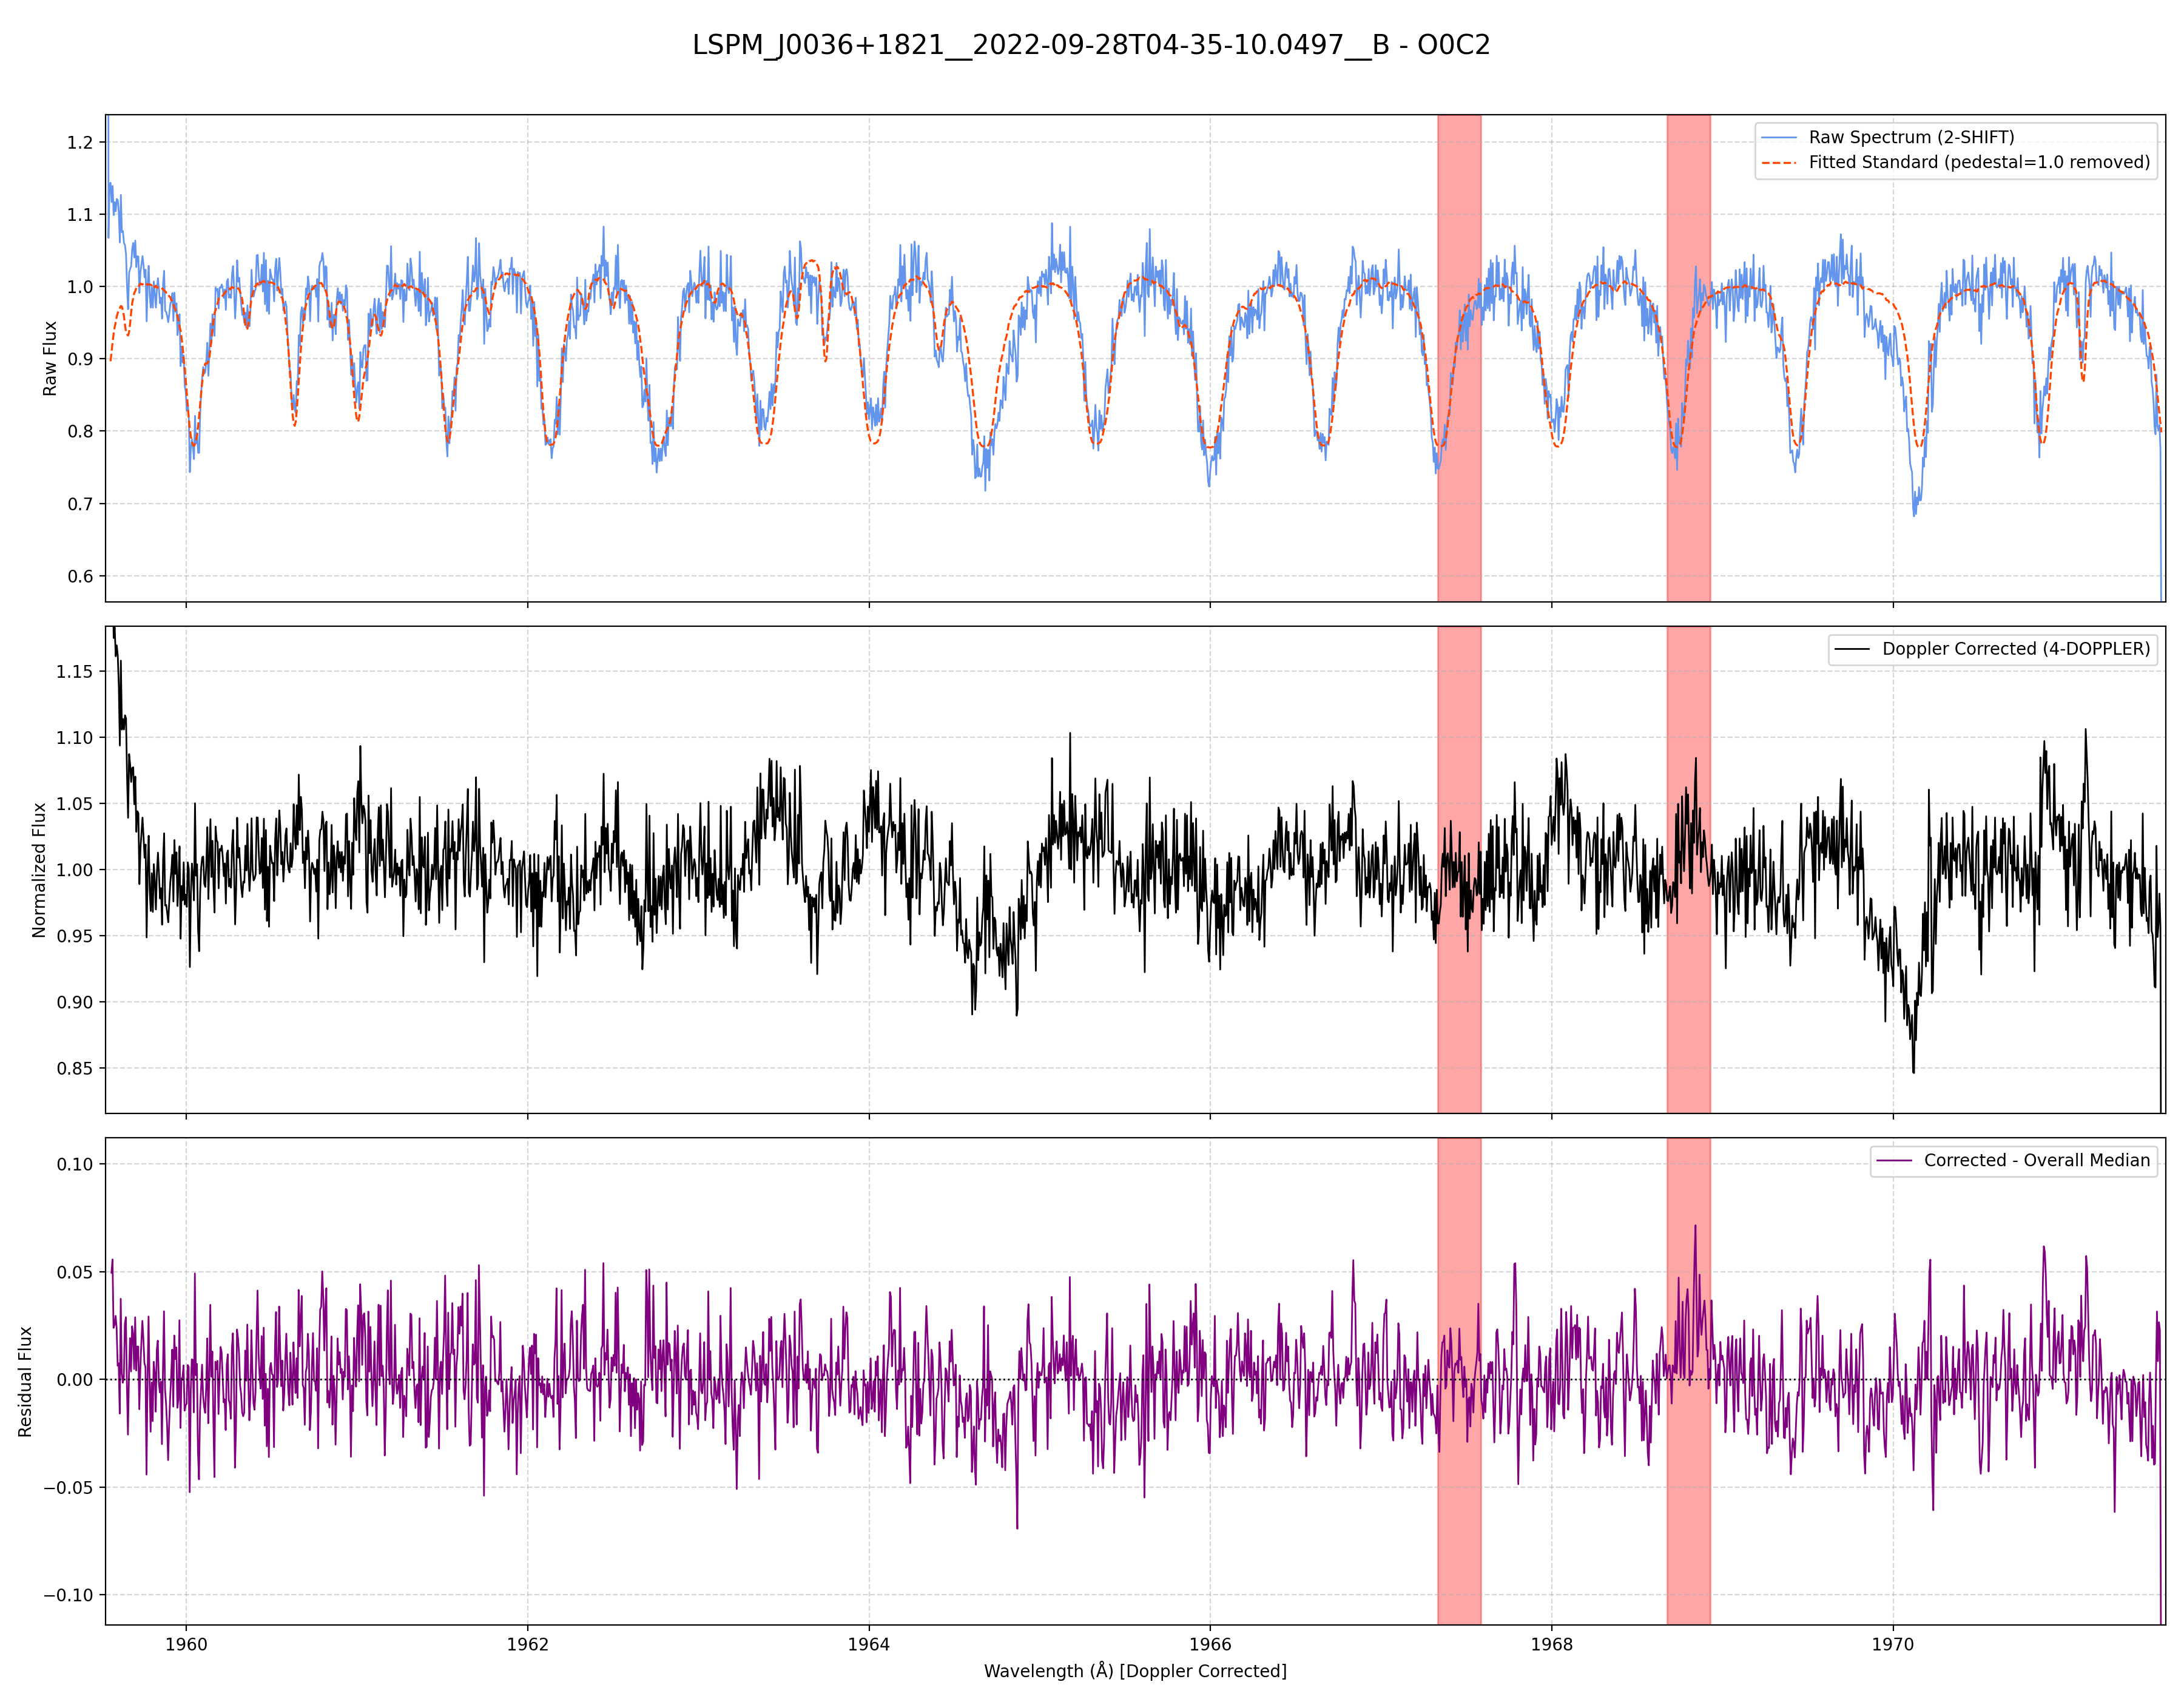 LSPM_J0036+1821__2022-09-28T04-35-10.0497__B - O0C2
Raw Flux
1.2
1.1
1.0
0.9
0.8
0.7
0.6
Raw Spectrum (2-SHIFT)
Fitted Standard (pedestal=1.0 removed)
Normalized Flux
1.15
1.10
1.05
1.00
0.95
0.90
0.85
Doppler Corrected (4-DOPPLER)
Residual Flux
0.10
0.05
0.00
−0.05
−0.10
Corrected - Overall Median
1960
1962
1964
1966
1968
1970
Wavelength (Å) [Doppler Corrected]